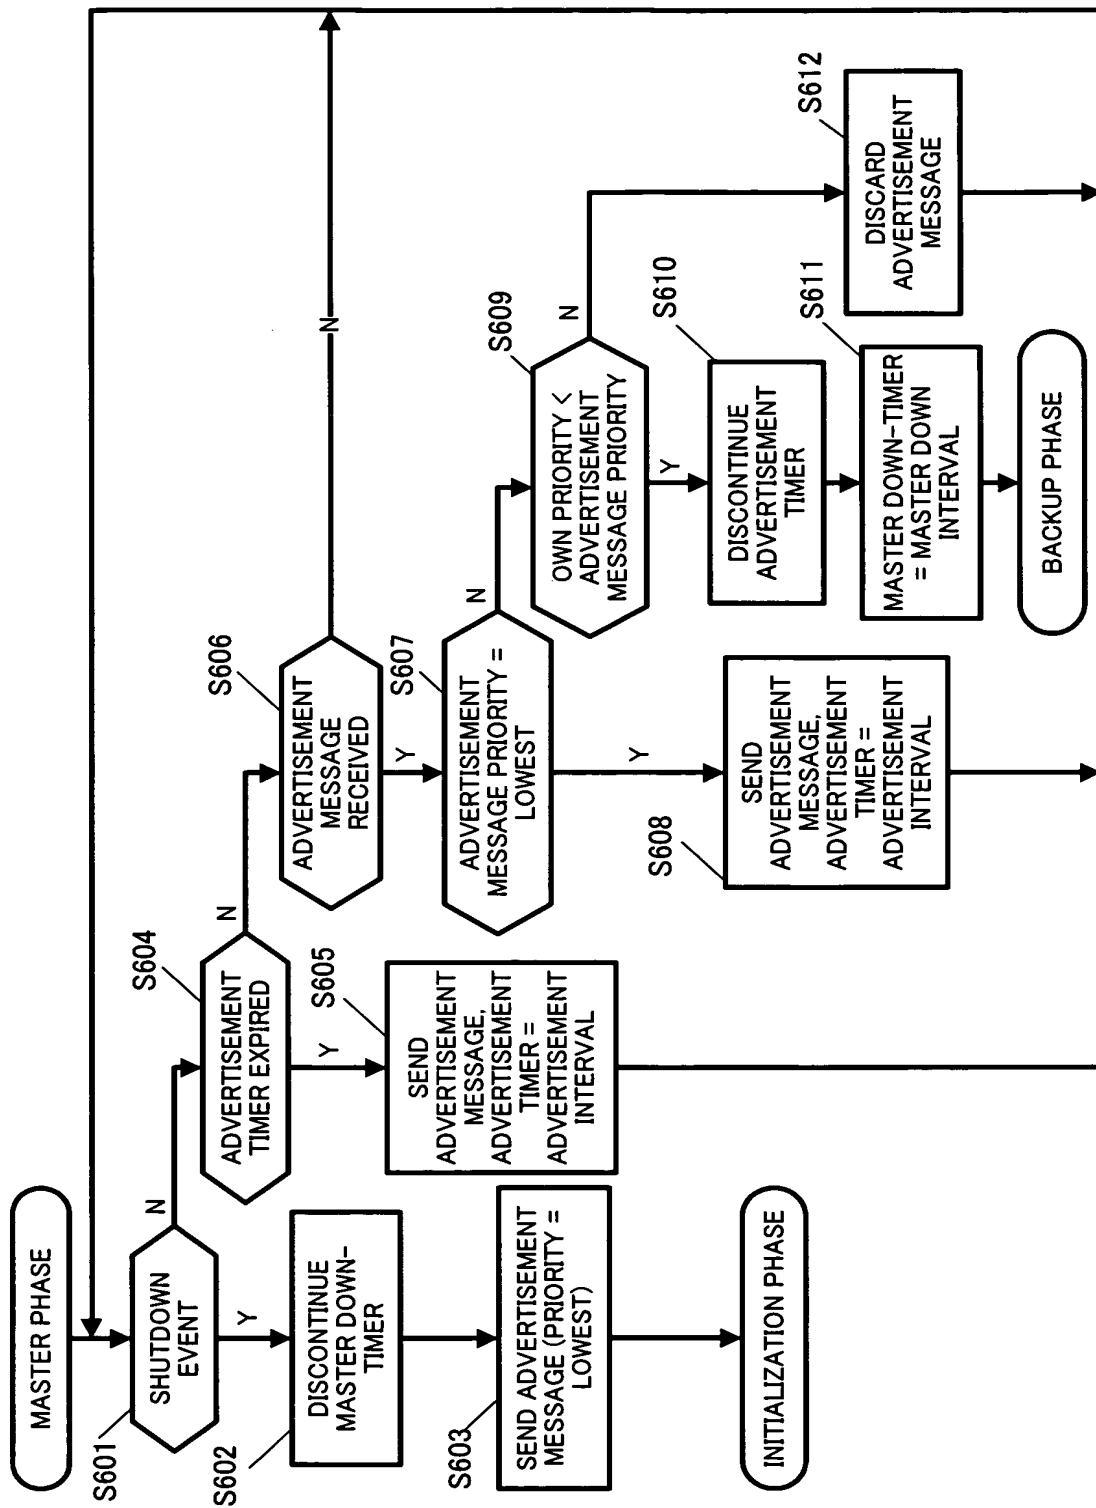 MASTER PHASE
S601
SHUTDOWN
EVENT
N
Y
S602
DISCONTINUE
MASTER DOWN-
TIMER
S603
SEND ADVERTISEMENT
MESSAGE (PRIORITY =
LOWEST)
INITIALIZATION PHASE
S604
ADVERTISEMENT
TIMER EXPIRED
N
Y
S605
SEND
ADVERTISEMENT
MESSAGE,
ADVERTISEMENT
TIMER =
ADVERTISEMENT
INTERVAL
S606
ADVERTISEMENT
MESSAGE
RECEIVED
N
Y
S607
ADVERTISEMENT
MESSAGE PRIORITY =
LOWEST
N
Y
S608
SEND
ADVERTISEMENT
MESSAGE,
ADVERTISEMENT
TIMER =
ADVERTISEMENT
INTERVAL
S609
OWN PRIORITY <
ADVERTISEMENT
MESSAGE PRIORITY
N
Y
S610
DISCONTINUE
ADVERTISEMENT
TIMER
S611
MASTER DOWN-TIMER
= MASTER DOWN
INTERVAL
BACKUP PHASE
S612
DISCARD
ADVERTISEMENT
MESSAGE